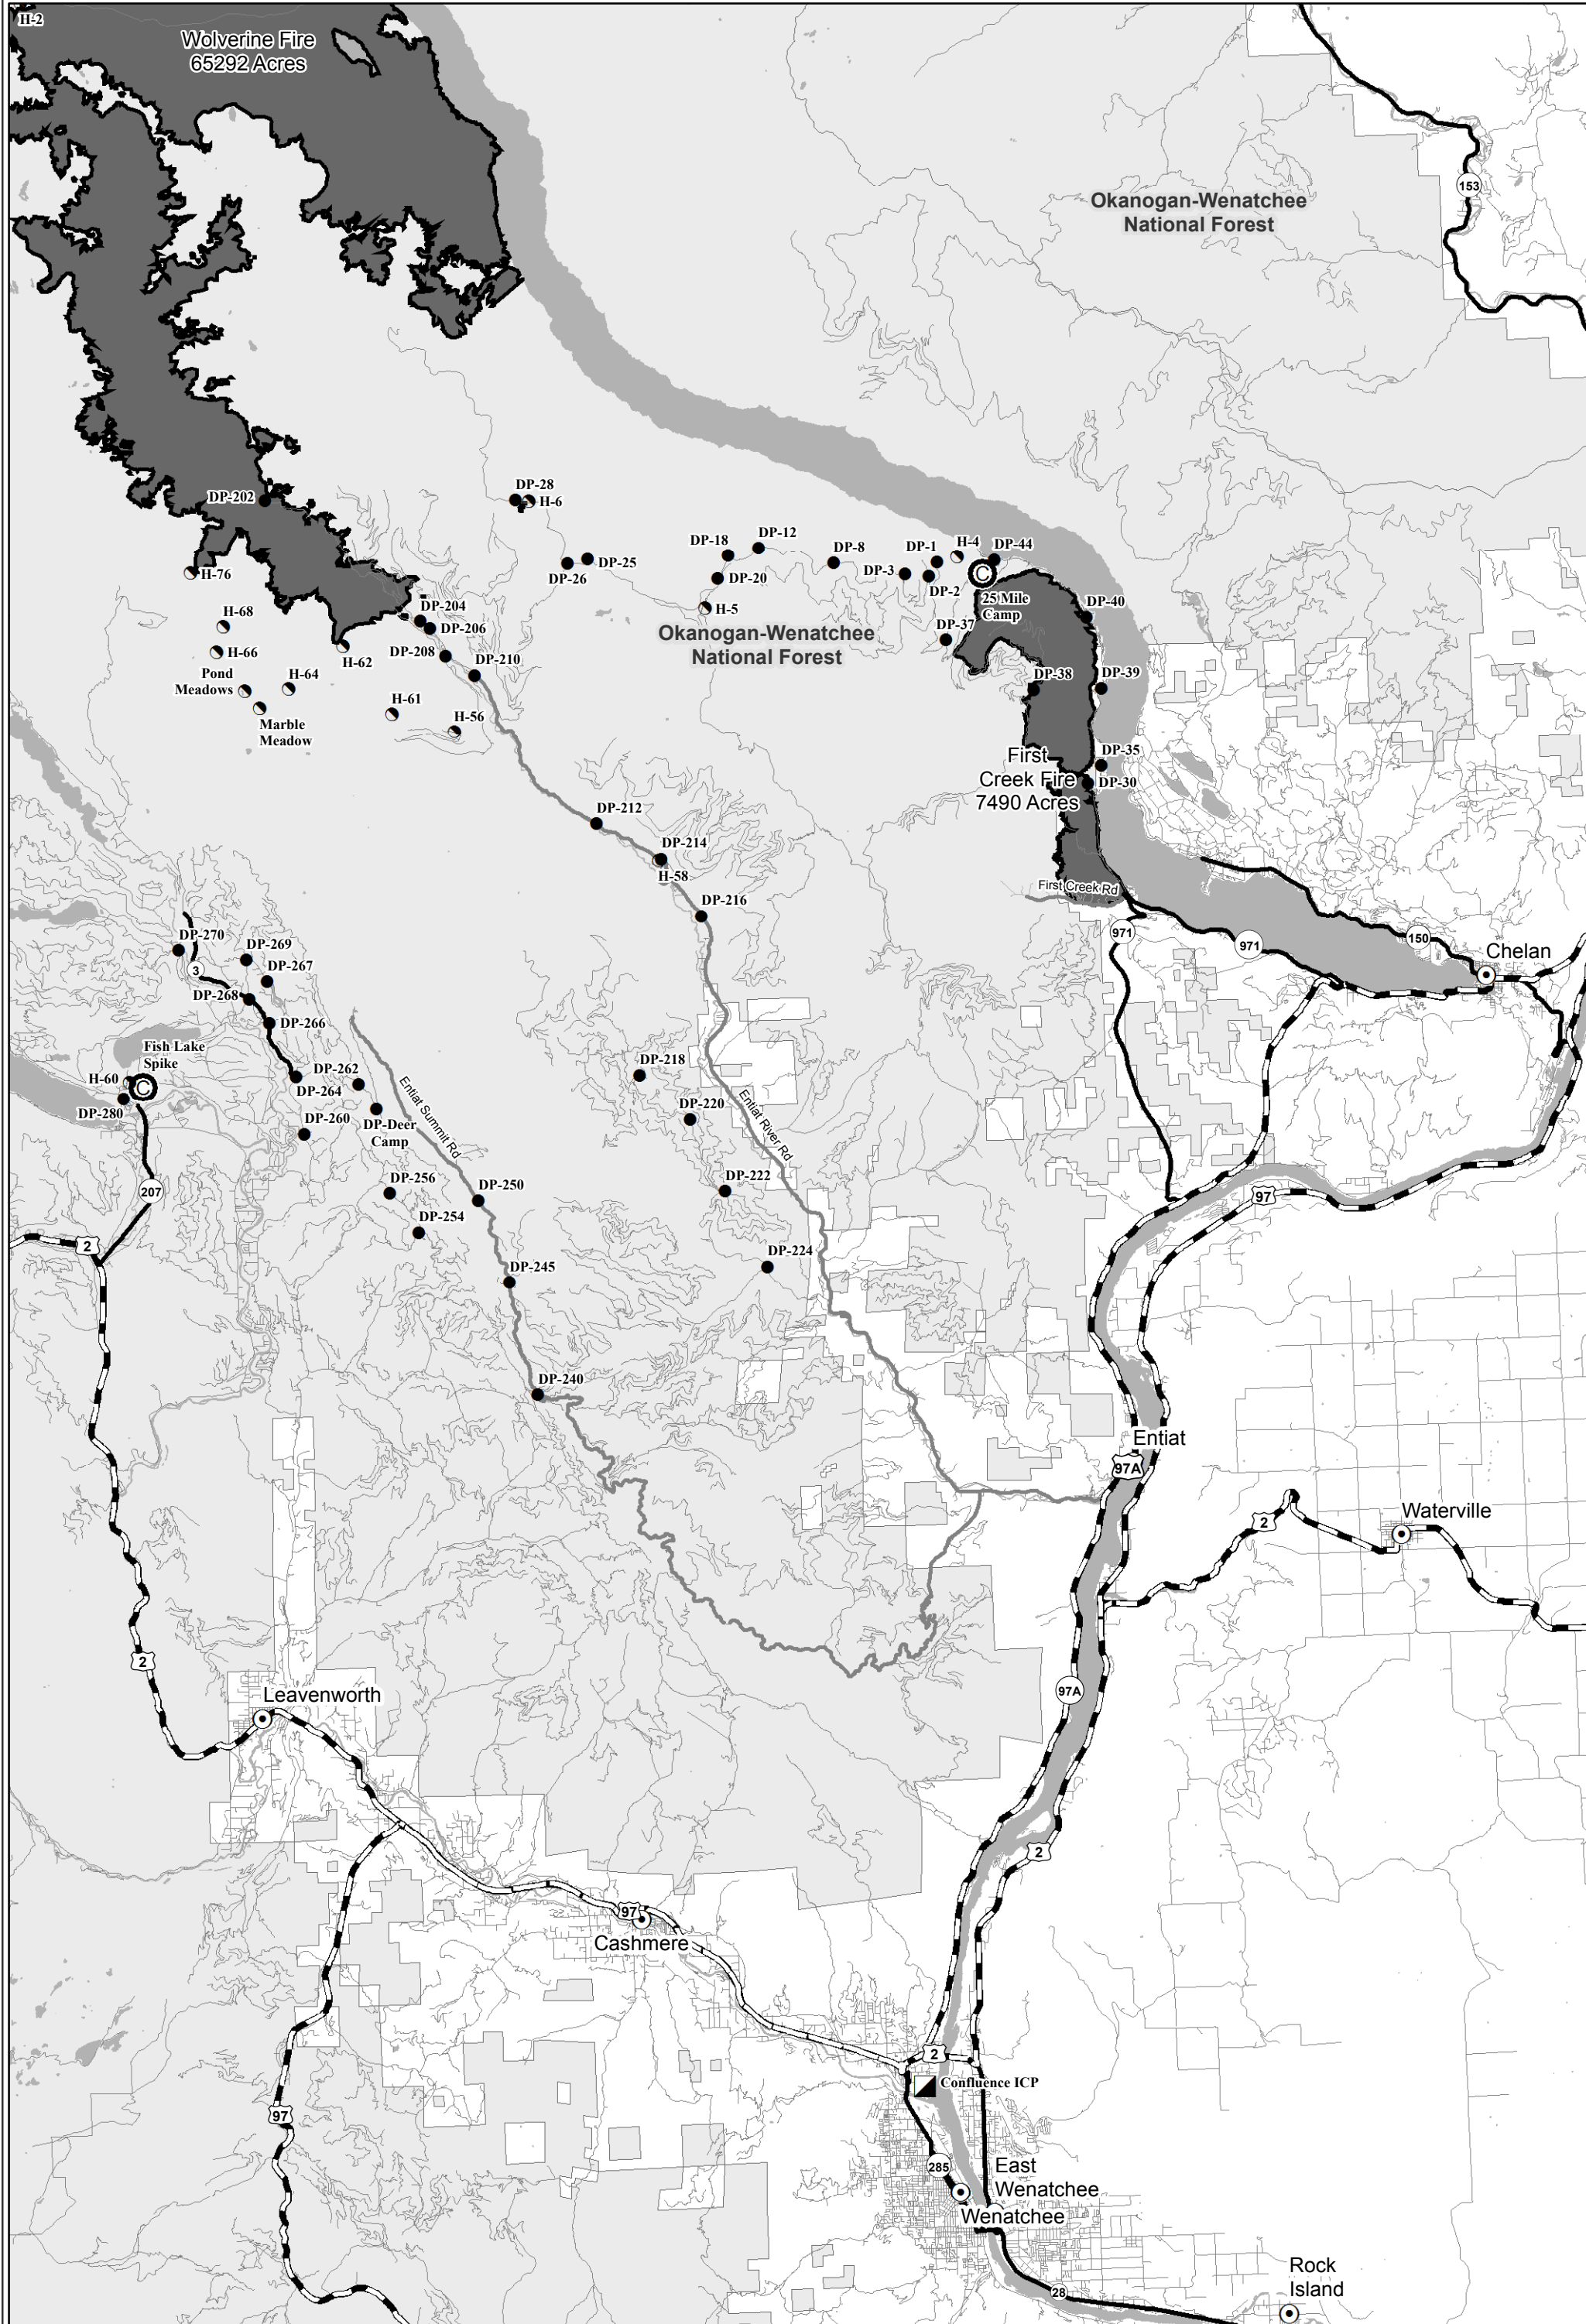 H-2
Wolverine Fire
65292 Acres
Okanogan-Wenatchee
National Forest
153
DP-28
H-6
DP-202
DP-18
DP-12
DP-8
DP-1
H-4
DP-44
DP-26
DP-25
DP-20
DP-3
DP-2
C
25 Mile
Camp
H-76
H-5
DP-40
H-68
DP-204
DP-206
DP-37
Okanogan-Wenatchee
National Forest
H-66
H-62
DP-208
DP-210
Pond
Meadows
H-64
DP-38
DP-39
H-61
H-56
Marble
Meadow
DP-35
First
Creek Fire
7490 Acres
DP-30
DP-212
DP-214
H-58
First Creek Rd
DP-216
971
971
150
Chelan
DP-270
DP-269
3
DP-267
DP-268
DP-266
Fish Lake
Spike
H-60
C
DP-280
DP-262
DP-264
DP-260
DP-Deer
Camp
Entiat Summit Rd
DP-218
DP-220
Entiat River Rd
207
DP-256
DP-250
DP-222
97
2
DP-254
DP-245
DP-224
DP-240
Entiat
97A
Waterville
2
2
97A
Leavenworth
2
97
Cashmere
2
Confluence ICP
97
285
East
Wenatchee
Wenatchee
28
Rock
Island